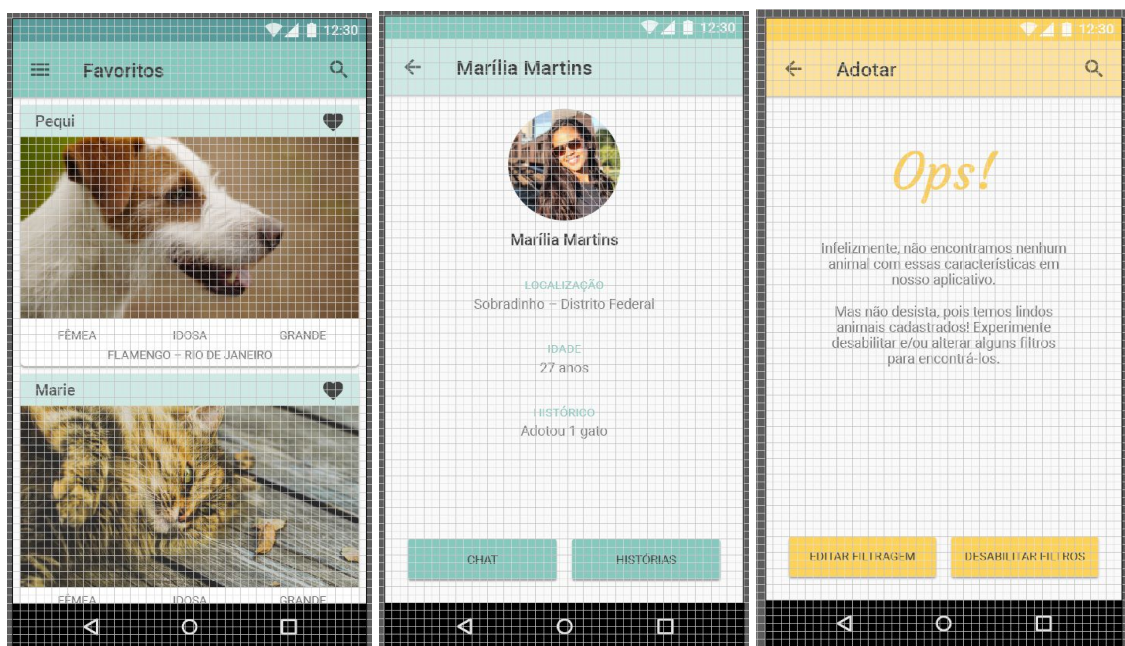 12:30
Favoritos
Pequi
FÊMEA IDOSA GRANDE
FLAMENGO – RIO DE JANEIRO
Marie
FÊMEA IDOSA GRANDE
12:30
Marília Martins
Marília Martins
LOCALIZAÇÃO
Sobradinho – Distrito Federal
IDADE
27 anos
HISTÓRICO
Adotou 1 gato
CHAT HISTÓRIAS
12:30
Adotar
Ops!
Infelizmente, não encontramos nenhum
animal com essas características em
nosso aplicativo.
Mas não desista, pois temos lindos
animais cadastrados! Experimente
desabilitar e/ou alterar alguns filtros
para encontrá-los.
EDITAR FILTRAGEM DESABILITAR FILTROS